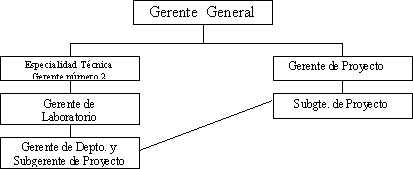 Gerente General
Especialidad Técnica
Gerente número 2
Gerente de Proyecto
Gerente de
Laboratorio
Subgte. de Proyecto
Gerente de Depto. y
Subgerente de Proyecto